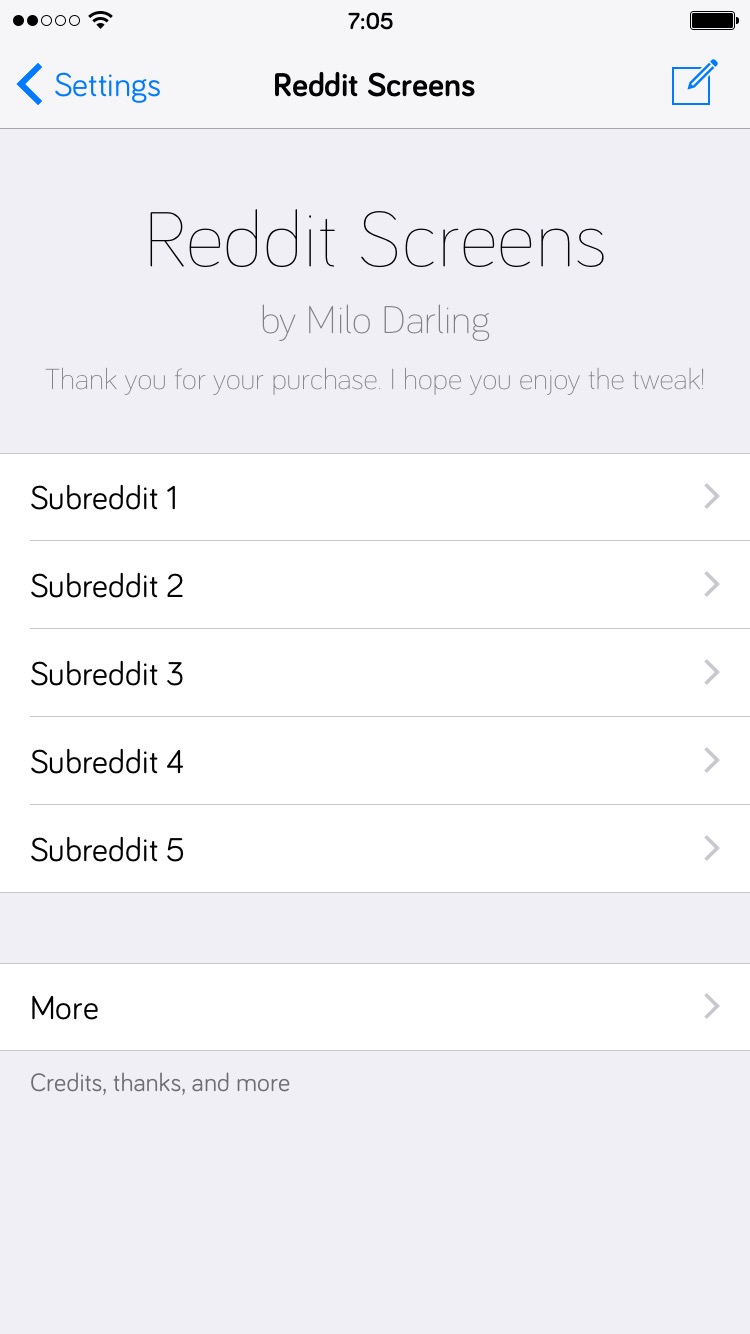 7:05
Settings
Reddit Screens
Reddit Screens
by Milo Darling
Thank you for your purchase. I hope you enjoy the tweak!
Subreddit 1
Subreddit 2
Subreddit 3
Subreddit 4
Subreddit 5
More
Credits, thanks, and more